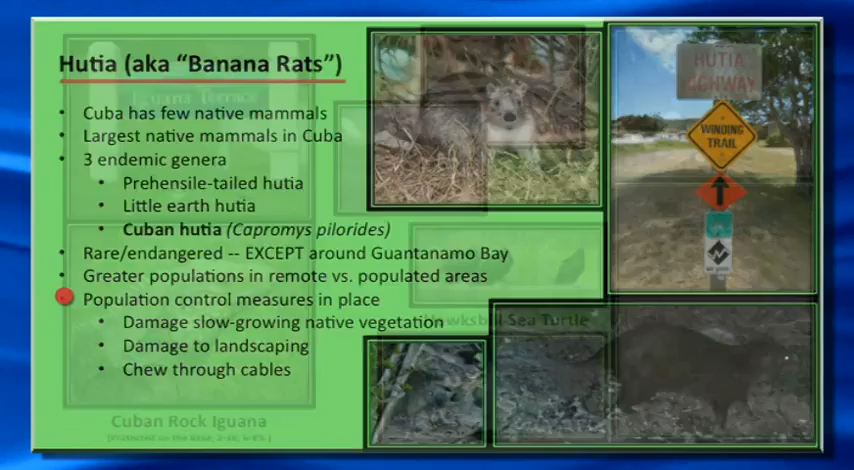 Hutia (aka “Banana Rats”)
Cuba has few native mammals
Largest native mammals in Cuba
3 endemic genera
Prehensile-tailed hutia
Little earth hutia
Cuban hutia (Capromys pilorides)
Rare/endangered -- EXCEPT around Guantanamo Bay
Greater populations in remote vs. populated areas
Population control measures in place
Damage slow-growing native vegetation
Damage to landscaping
Chew through cables
HUTIA
HIGHWAY
WINDING
TRAIL
Iguana Terrace
Hawksbill Sea Turtle
Cuban Rock Iguana